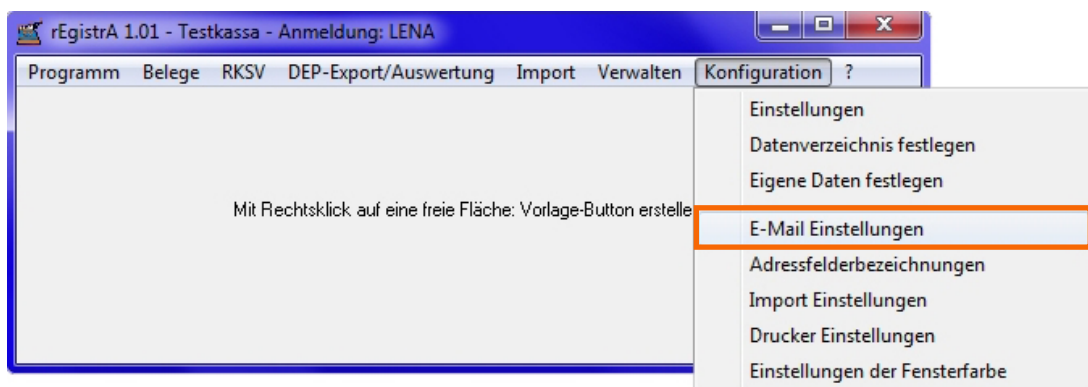 rEgistrA 1.01 - Testkassa - Anmeldung: LENA
Programm Belege RKSV DEP-Export/Auswertung Import Verwalten Konfiguration ?
Einstellungen
Datenverzeichnis festlegen
Eigene Daten festlegen
Mit Rechtsklick auf eine freie Fläche: Vorlage-Button erstelle
E-Mail Einstellungen
Adressfelderbezeichnungen
Import Einstellungen
Drucker Einstellungen
Einstellungen der Fensterfarbe